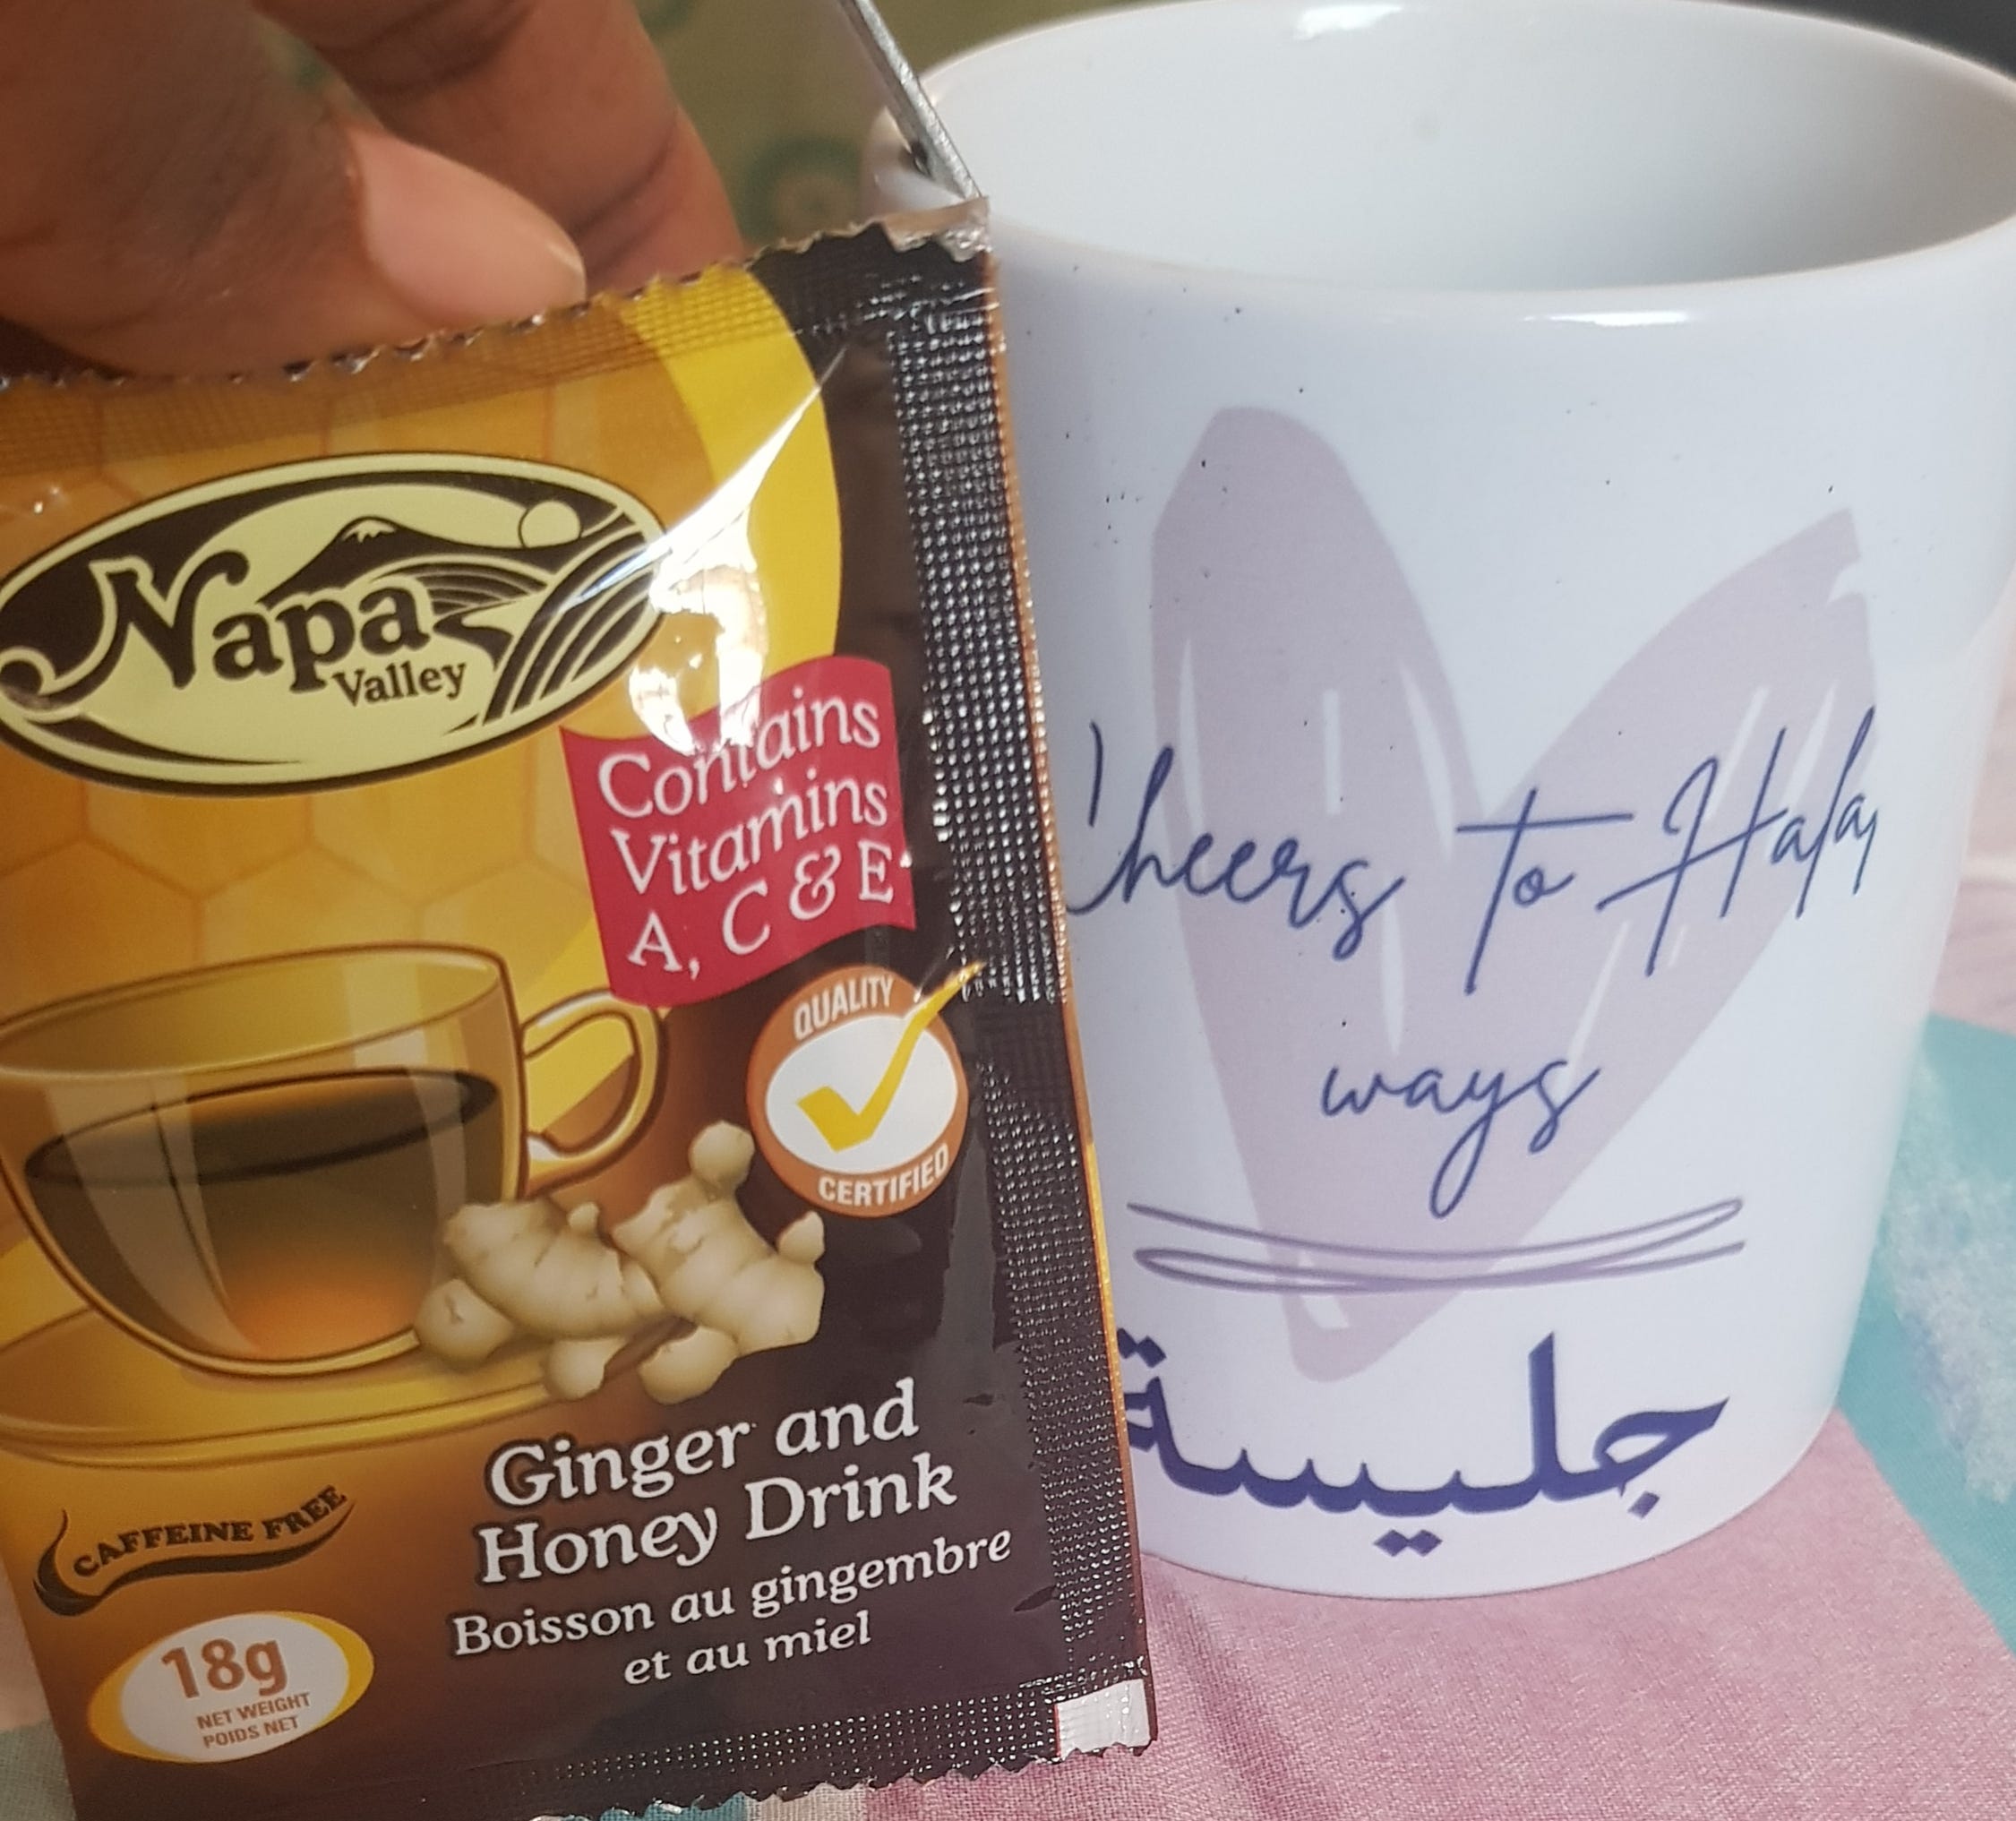 Napa
Valley
Contains
Vitamins
A, C & E
QUALITY
CERTIFIED
Ginger and
Honey Drink
Boisson au gingembre
et au miel
CAFFEINE FREE
18g
NET WEIGHT
POIDS NET
Cheers to Halal
ways
جليسة